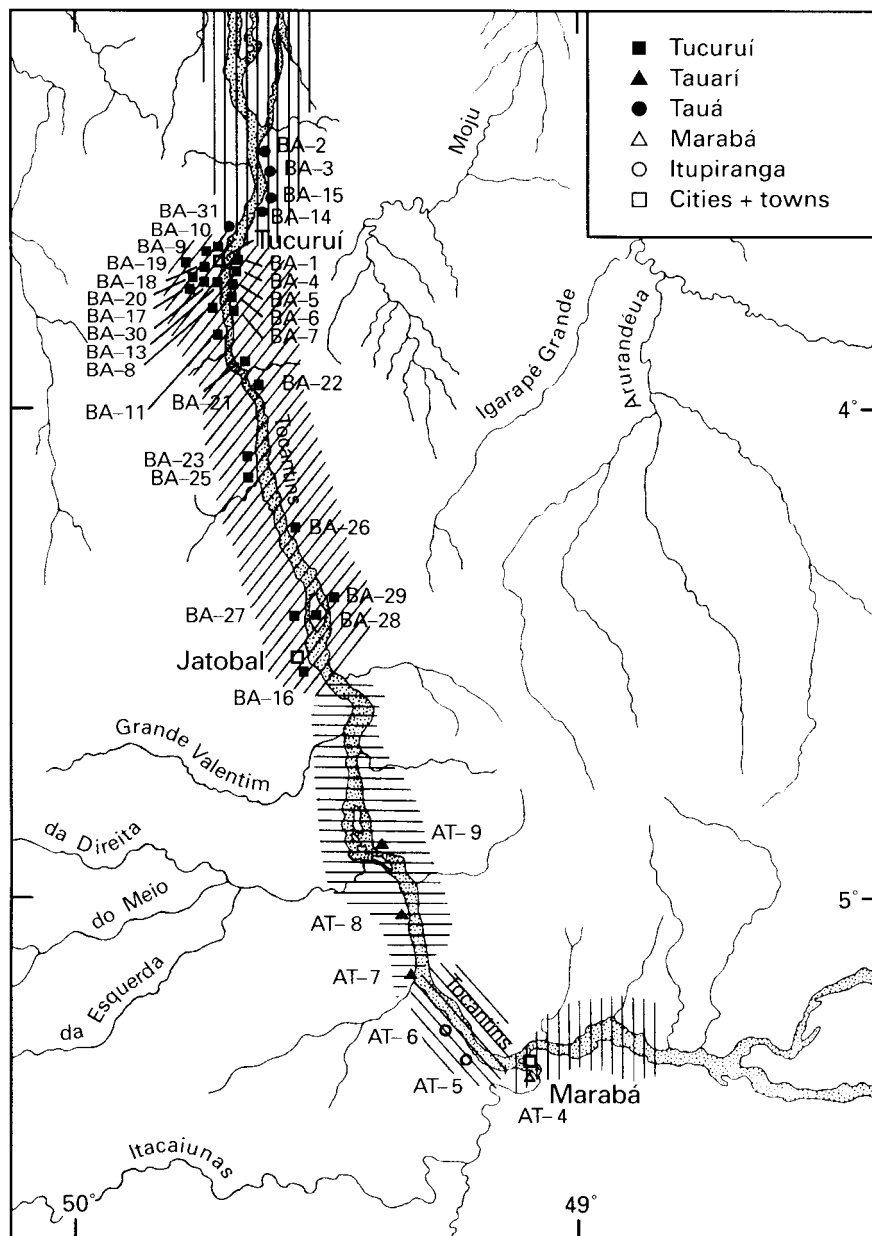 Tucuruí
Tauarí
Tauá
Marabá
Itupiranga
Cities + towns
Moju
BA–2
BA–3
BA–15
BA–31
BA–14
BA–10
Tucuruí
BA–9
BA–1
BA–19
BA–4
BA–18
BA–5
BA–20
BA–6
BA–17
BA–7
BA–30
BA–13
BA–8
BA–22
BA–21
BA–11
Igarapé Grande
Arurandéua
4°
Tocantins
BA–23
BA–25
BA–26
BA–29
BA–27
BA–28
Jatobal
BA–16
Grande Valentim
da Direita
AT–9
do Meio
5°
AT–8
da Esquerda
AT–7
Tocantins
AT–6
AT–5
Marabá
AT–4
Itacaiunas
50°
49°